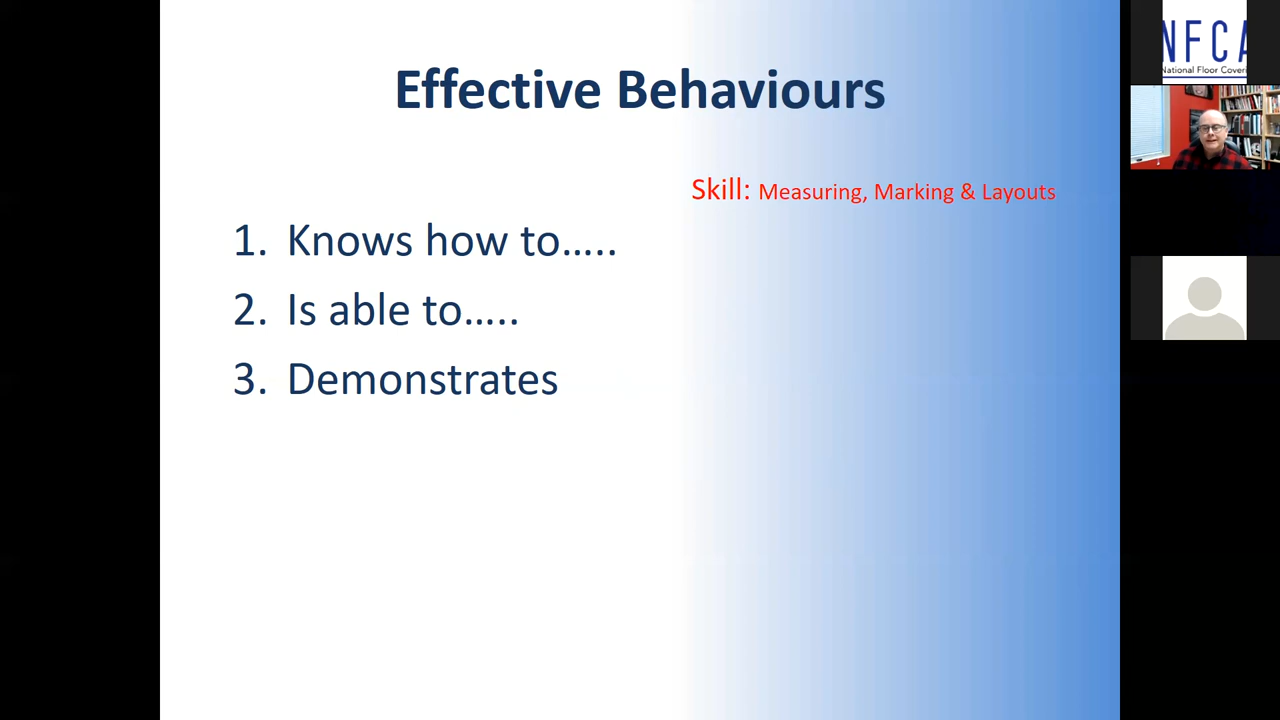 Effective Behaviours
Skill: Measuring, Marking & Layouts
1. Knows how to…..
2. Is able to…..
3. Demonstrates
NFCA
National Floor Coveri